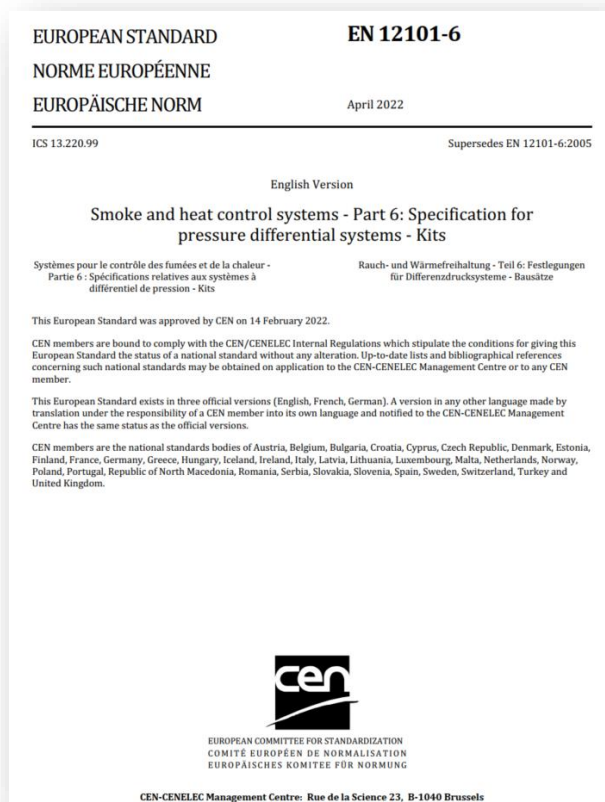 EUROPEAN STANDARD
NORME EUROPÉENNE
EUROPÄISCHE NORM
EN 12101-6
April 2022
ICS 13.220.99
Supersedes EN 12101-6:2005
English Version
Smoke and heat control systems - Part 6: Specification for
pressure differential systems - Kits
Systèmes pour le contrôle des fumées et de la chaleur -
Partie 6 : Spécifications relatives aux systèmes à
différentiel de pression - Kits
Rauch- und Wärmefreihaltung - Teil 6: Festlegungen
für Differenzdrucksysteme - Bausätze
This European Standard was approved by CEN on 14 February 2022.
CEN members are bound to comply with the CEN/CENELEC Internal Regulations which stipulate the conditions for giving this
European Standard the status of a national standard without any alteration. Up-to-date lists and bibliographical references
concerning such national standards may be obtained on application to the CEN-CENELEC Management Centre or to any CEN
member.
This European Standard exists in three official versions (English, French, German). A version in any other language made by
translation under the responsibility of a CEN member into its own language and notified to the CEN-CENELEC Management
Centre has the same status as the official versions.
CEN members are the national standards bodies of Austria, Belgium, Bulgaria, Croatia, Cyprus, Czech Republic, Denmark, Estonia,
Finland, France, Germany, Greece, Hungary, Iceland, Ireland, Italy, Latvia, Lithuania, Luxembourg, Malta, Netherlands, Norway,
Poland, Portugal, Republic of North Macedonia, Romania, Serbia, Slovakia, Slovenia, Spain, Sweden, Switzerland, Turkey and
United Kingdom.
cen
EUROPEAN COMMITTEE FOR STANDARDIZATION
COMITÉ EUROPÉEN DE NORMALISATION
EUROPÄISCHES KOMITEE FÜR NORMUNG
CEN-CENELEC Management Centre: Rue de la Science 23, B-1040 Brussels